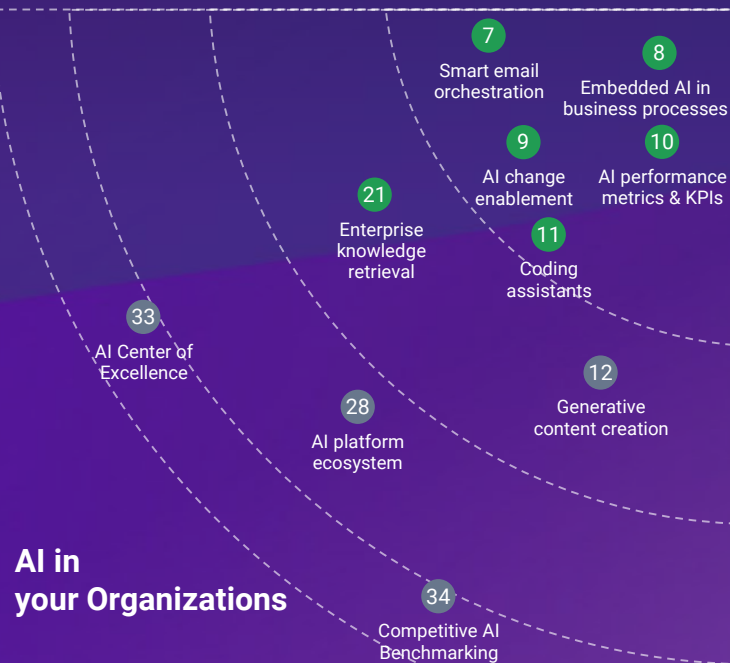 7
Smart email
orchestration
8
Embedded AI in
business processes
9
AI change
enablement
10
AI performance
metrics & KPIs
21
Enterprise
knowledge
retrieval
11
Coding
assistants
33
AI Center of
Excellence
12
Generative
content creation
28
AI platform
ecosystem
AI in
your Organizations
34
Competitive AI
Benchmarking